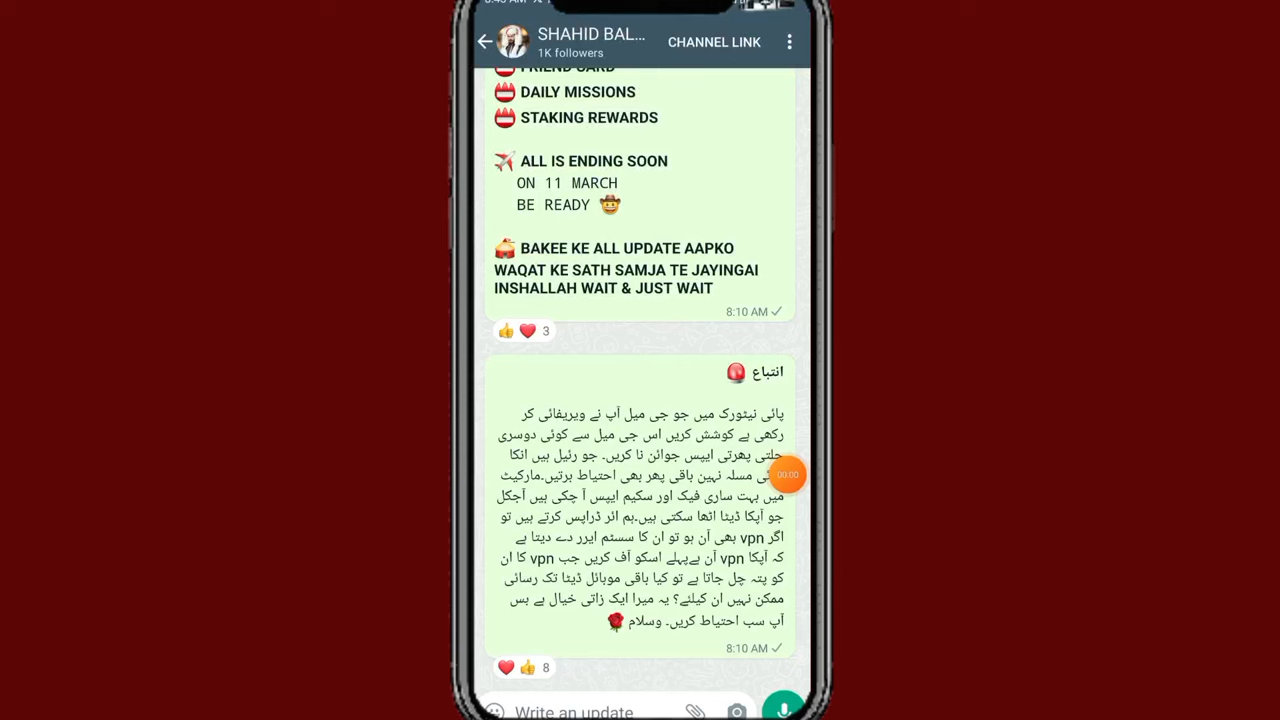 SHAHID BAL...
1K followers
CHANNEL LINK
FRIEND CARD
DAILY MISSIONS
STAKING REWARDS
ALL IS ENDING SOON
ON 11 MARCH
BE READY 🤠
BAKEE KE ALL UPDATE AAPKO
WAQAT KE SATH SAMJA TE JAYINGAI
INSHALLAH WAIT & JUST WAIT
8:10 AM
3
انتباع
پائی نیٹورک میں جو جی میل آپ نے ویریفائی کر
رکھی ہے کوشش کریں اس جی میل سے کوئی دوسری
چلتی پھرتی ایپس جوائن نا کریں۔ جو رئیل ہیں انکا
مسلہ نہین باقی پھر بھی احتیاط برتیں۔مارکیٹ
میں بہت ساری فیک اور سکیم ایپس آ چکی ہیں آجکل
جو آپکا ڈیٹا اٹھا سکتی ہیں۔ہم ائر ڈراپس کرتے ہیں تو
اگر vpn بھی آن ہو تو ان کا سسٹم ایرر دے دیتا ہے
کہ آپکا vpn آن ہےپہلے اسکو آف کریں جب vpn کا ان
کو پتہ چل جاتا ہے تو کیا باقی موبائل ڈیٹا تک رسائی
ممکن نہیں ان کیلئے؟ یہ میرا ایک زاتی خیال ہے بس
آپ سب احتیاط کریں۔ وسلام 🌹
00:00
8:10 AM
8
Write an update